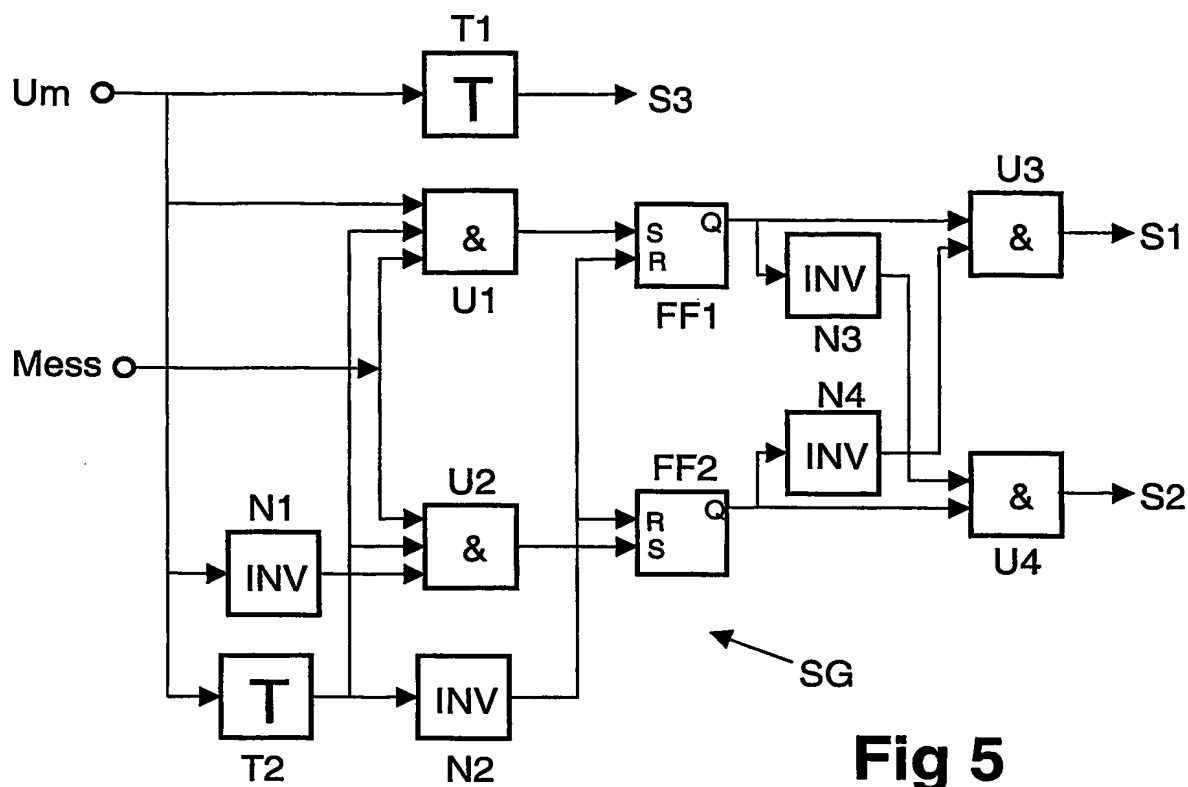 T1
Um
T
S3
U3
U1
&
S
R
Q
FF1
INV
N3
&
S1
Mess
N4
INV
U2
&
FF2
R
S
Q
&
U4
S2
N1
INV
T
T2
INV
N2
SG
Fig 5